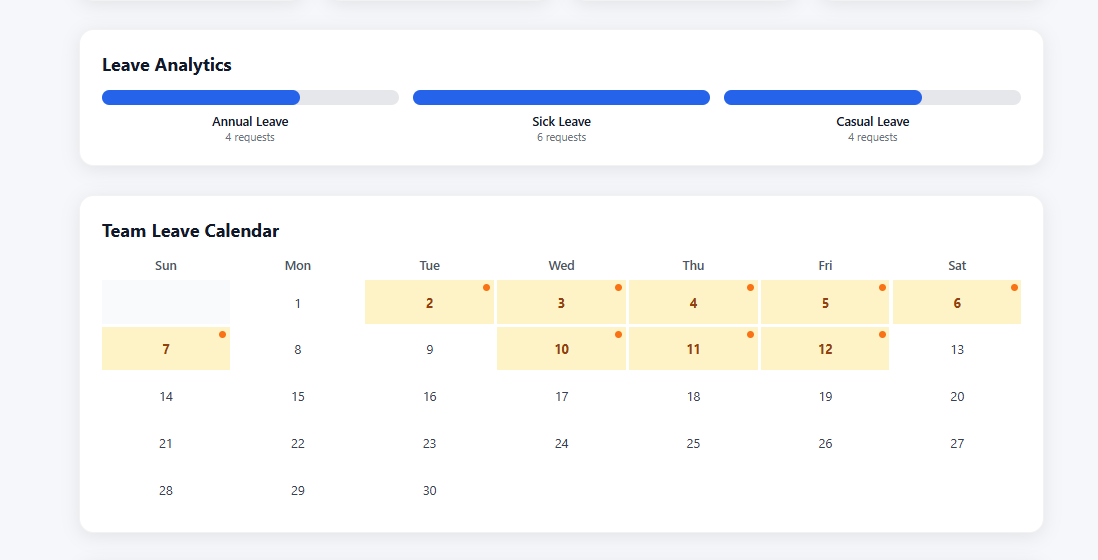 Leave Analytics
Annual Leave Sick Leave Casual Leave
4 requests 6 requests 4 requests
Team Leave Calendar
Sun Mon Tue Wed Thu Fri Sat
1 2 3 4 5 6
7 8 9 10 11 12 13
14 15 16 17 18 19 20
21 22 23 24 25 26 27
28 29 30